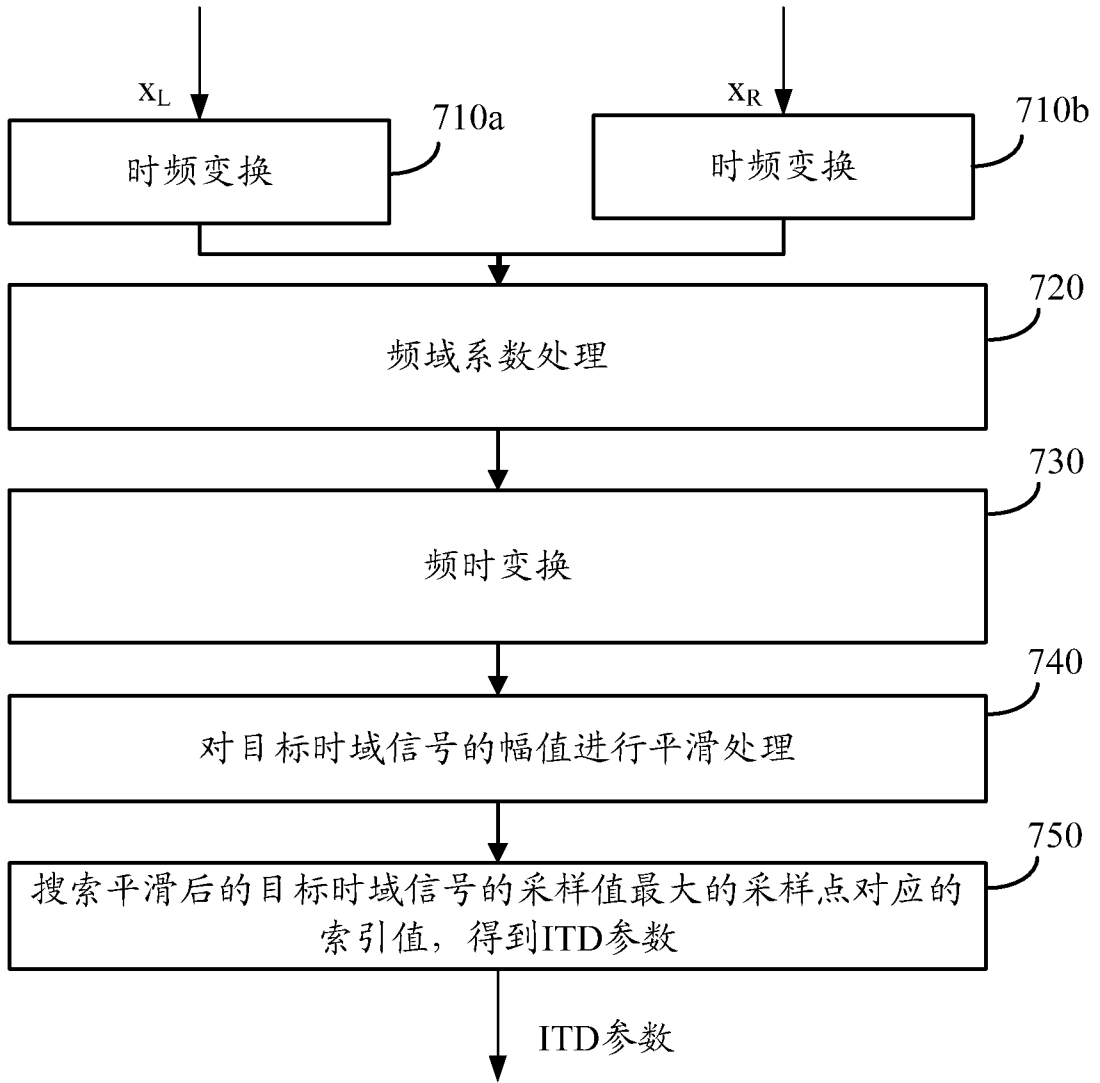 x_L
x_R
710a
710b
时频变换
时频变换
720
频域系数处理
730
频时变换
740
对目标时域信号的幅值进行平滑处理
750
搜索平滑后的目标时域信号的采样值最大的采样点对应的
索引值，得到ITD参数
ITD参数